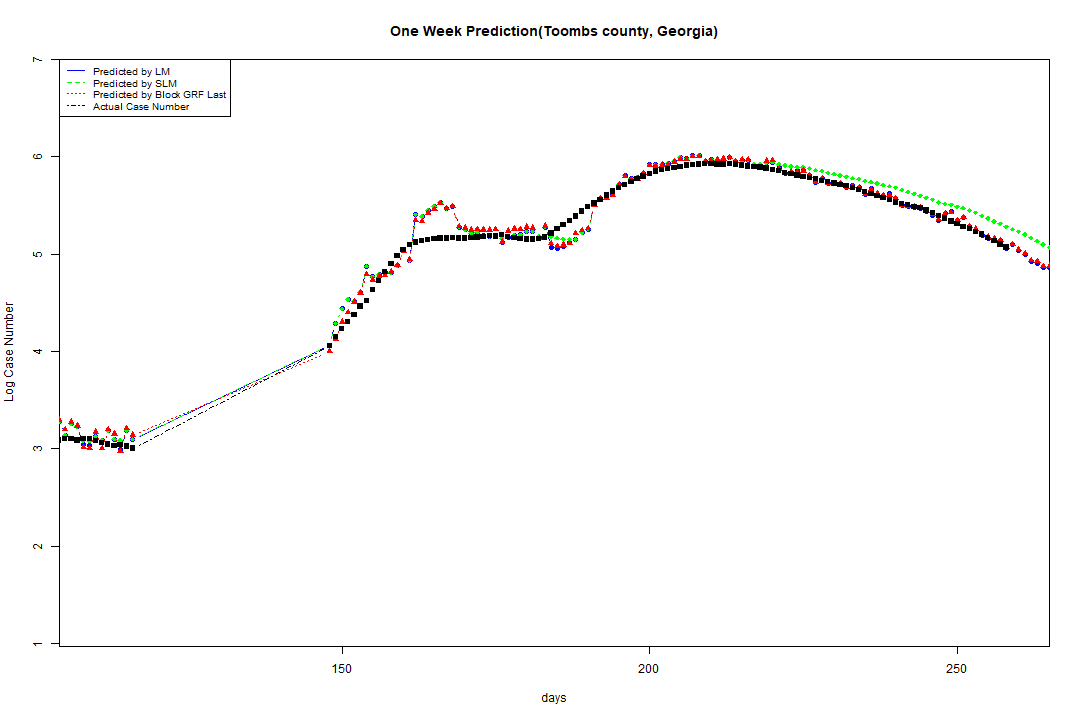 One Week Prediction(Toombs county, Georgia)
Predicted by LM
Predicted by SLM
Predicted by Block GRF Last
Actual Case Number
7
6
5
4
3
2
1
Log Case Number
150 200 250
days